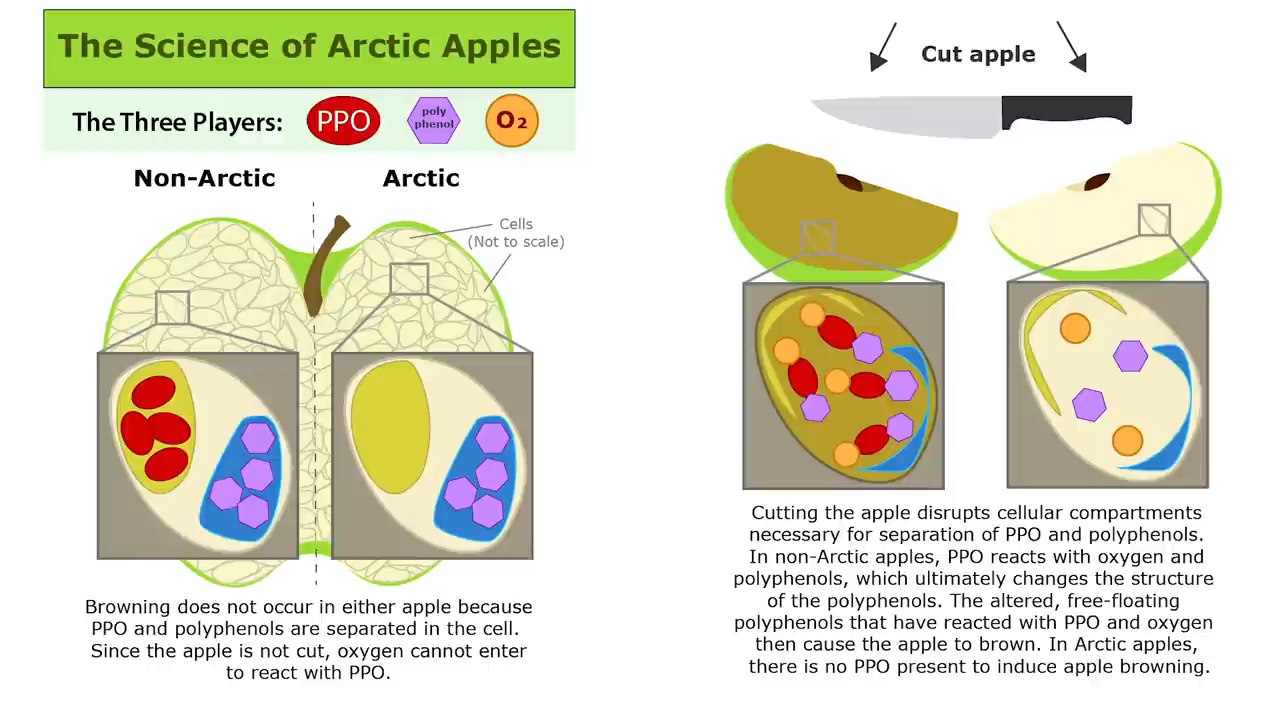 The Science of Arctic Apples
The Three Players:
PPO
poly
phenol
O₂
Non-Arctic
Arctic
Cells
(Not to scale)
Browning does not occur in either apple because
PPO and polyphenols are separated in the cell.
Since the apple is not cut, oxygen cannot enter
to react with PPO.
Cut apple
Cutting the apple disrupts cellular compartments
necessary for separation of PPO and polyphenols.
In non-Arctic apples, PPO reacts with oxygen and
polyphenols, which ultimately changes the structure
of the polyphenols. The altered, free-floating
polyphenols that have reacted with PPO and oxygen
then cause the apple to brown. In Arctic apples,
there is no PPO present to induce apple browning.